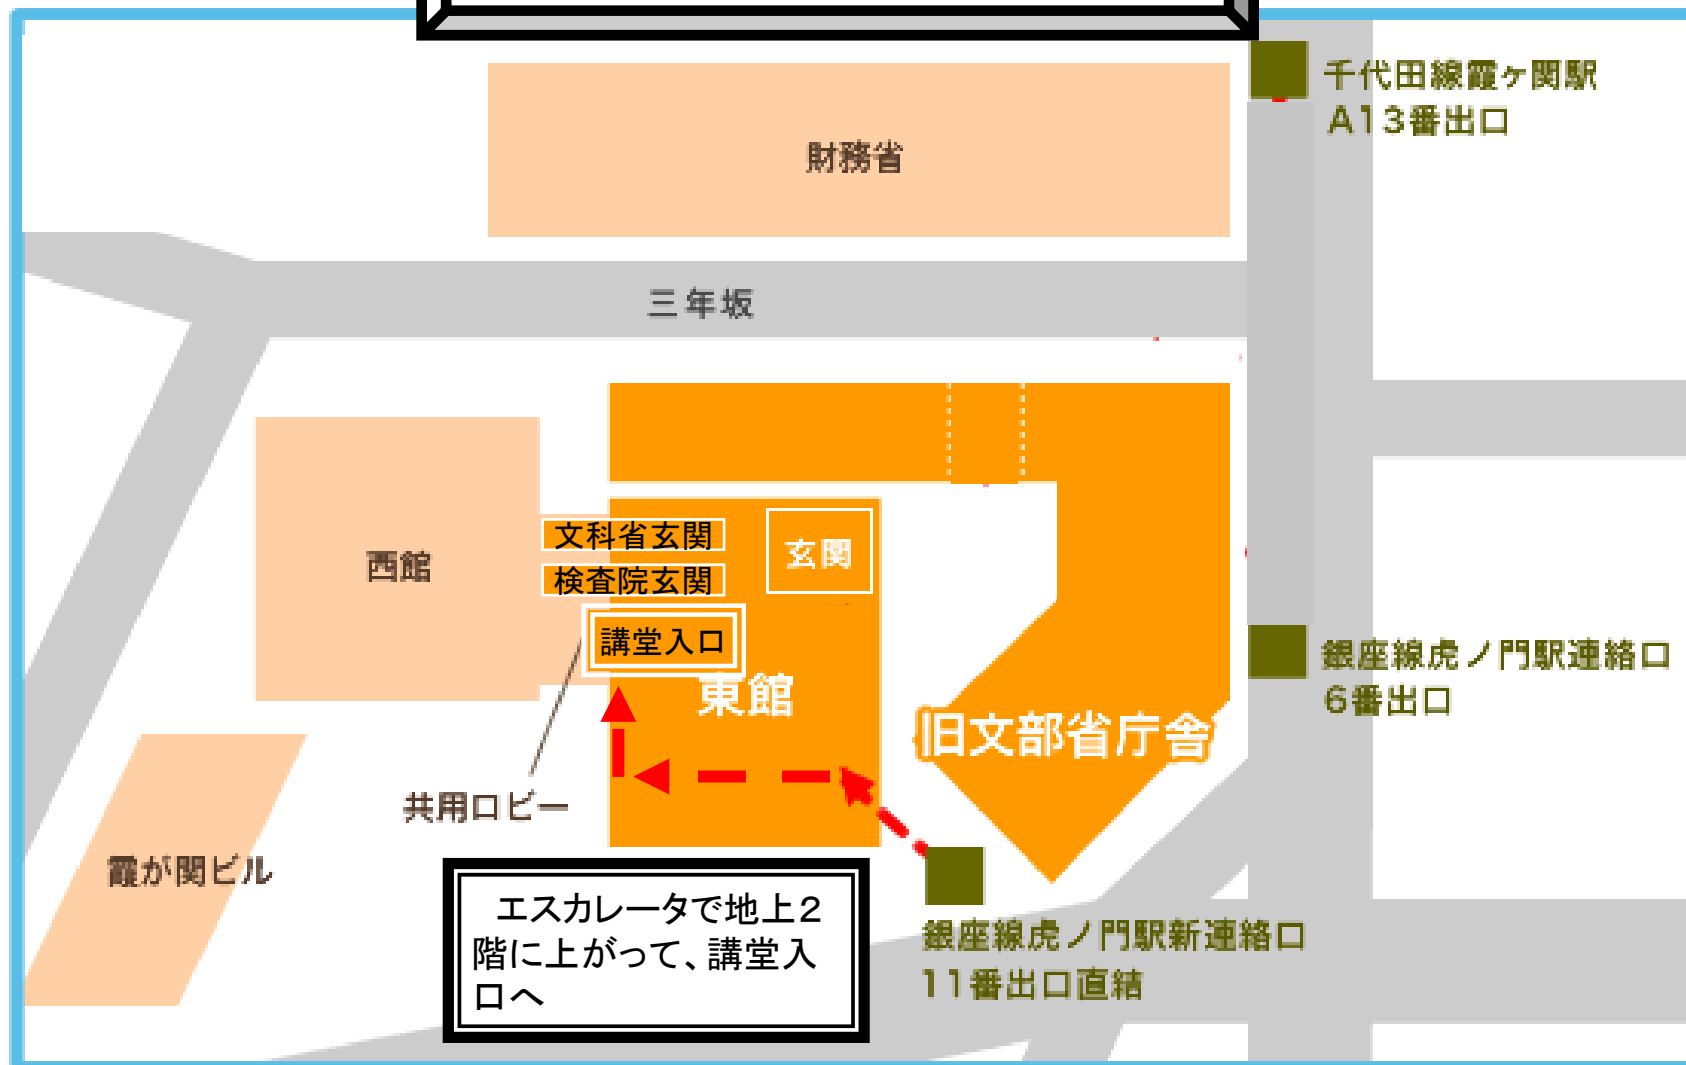 千代田線霞ヶ関駅
A13番出口
財務省
三年坂
文科省玄関
玄関
西館
検査院玄関
講堂入口
東館
銀座線虎ノ門駅連絡口
6番出口
旧文部省庁舎
共用ロビー
霞が関ビル
エスカレータで地上2
階に上がって、講堂入
口へ
銀座線虎ノ門駅新連絡口
11番出口直結